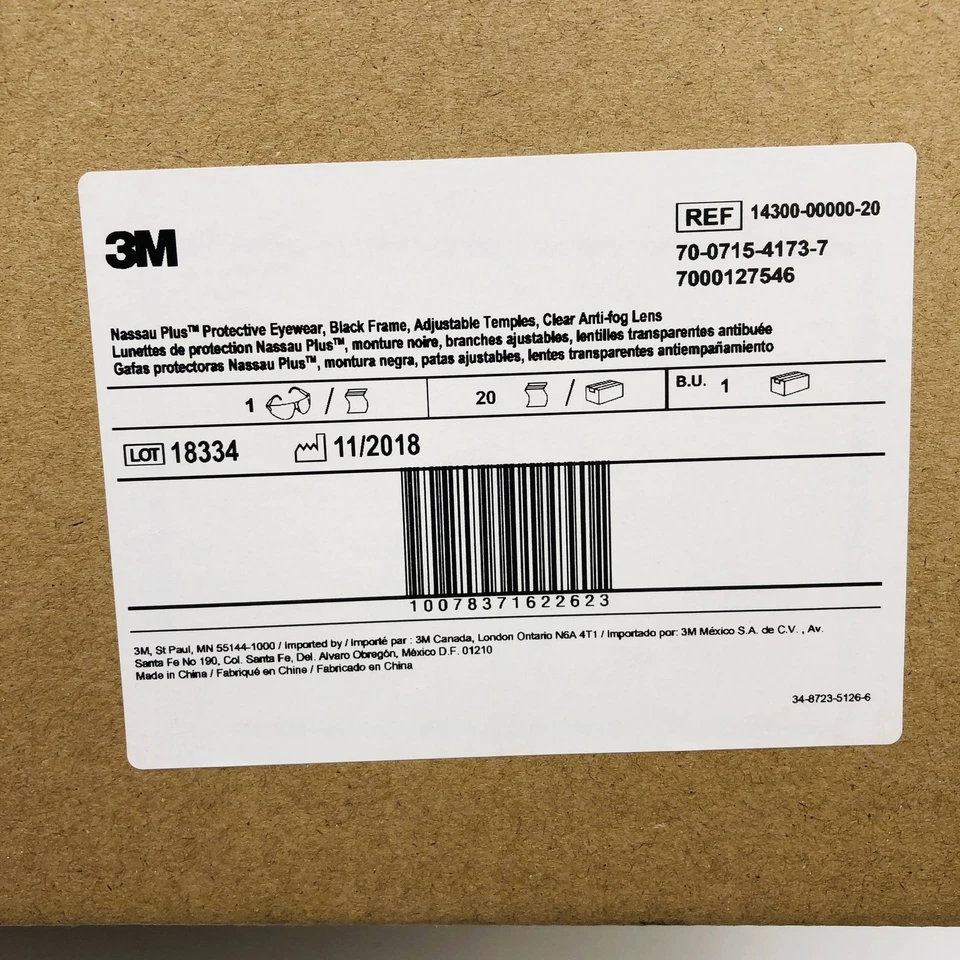 3M
REF 14300-00000-20
70-0715-4173-7
7000127546
Nassau Plus™ Protective Eyewear, Black Frame, Adjustable Temples, Clear Anti-fog Lens
Lunettes de protection Nassau Plus™, monture noire, branches ajustables, lentilles transparentes antibuée
Gafas protectoras Nassau Plus™, montura negra, patas ajustables, lentes transparentes antiempañamiento
1 / 20 / B.U. 1
LOT 18334 11/2018
10078371622623
3M, St Paul, MN 55144-1000 / Imported by / Importé par : 3M Canada, London Ontario N6A 4T1 / Importado por: 3M México S.A. de C.V. , Av.
Santa Fe No 190, Col. Santa Fe, Del. Alvaro Obregón, México D.F. 01210
Made in China / Fabriqué en Chine / Fabricado en China
34-8723-5126-6